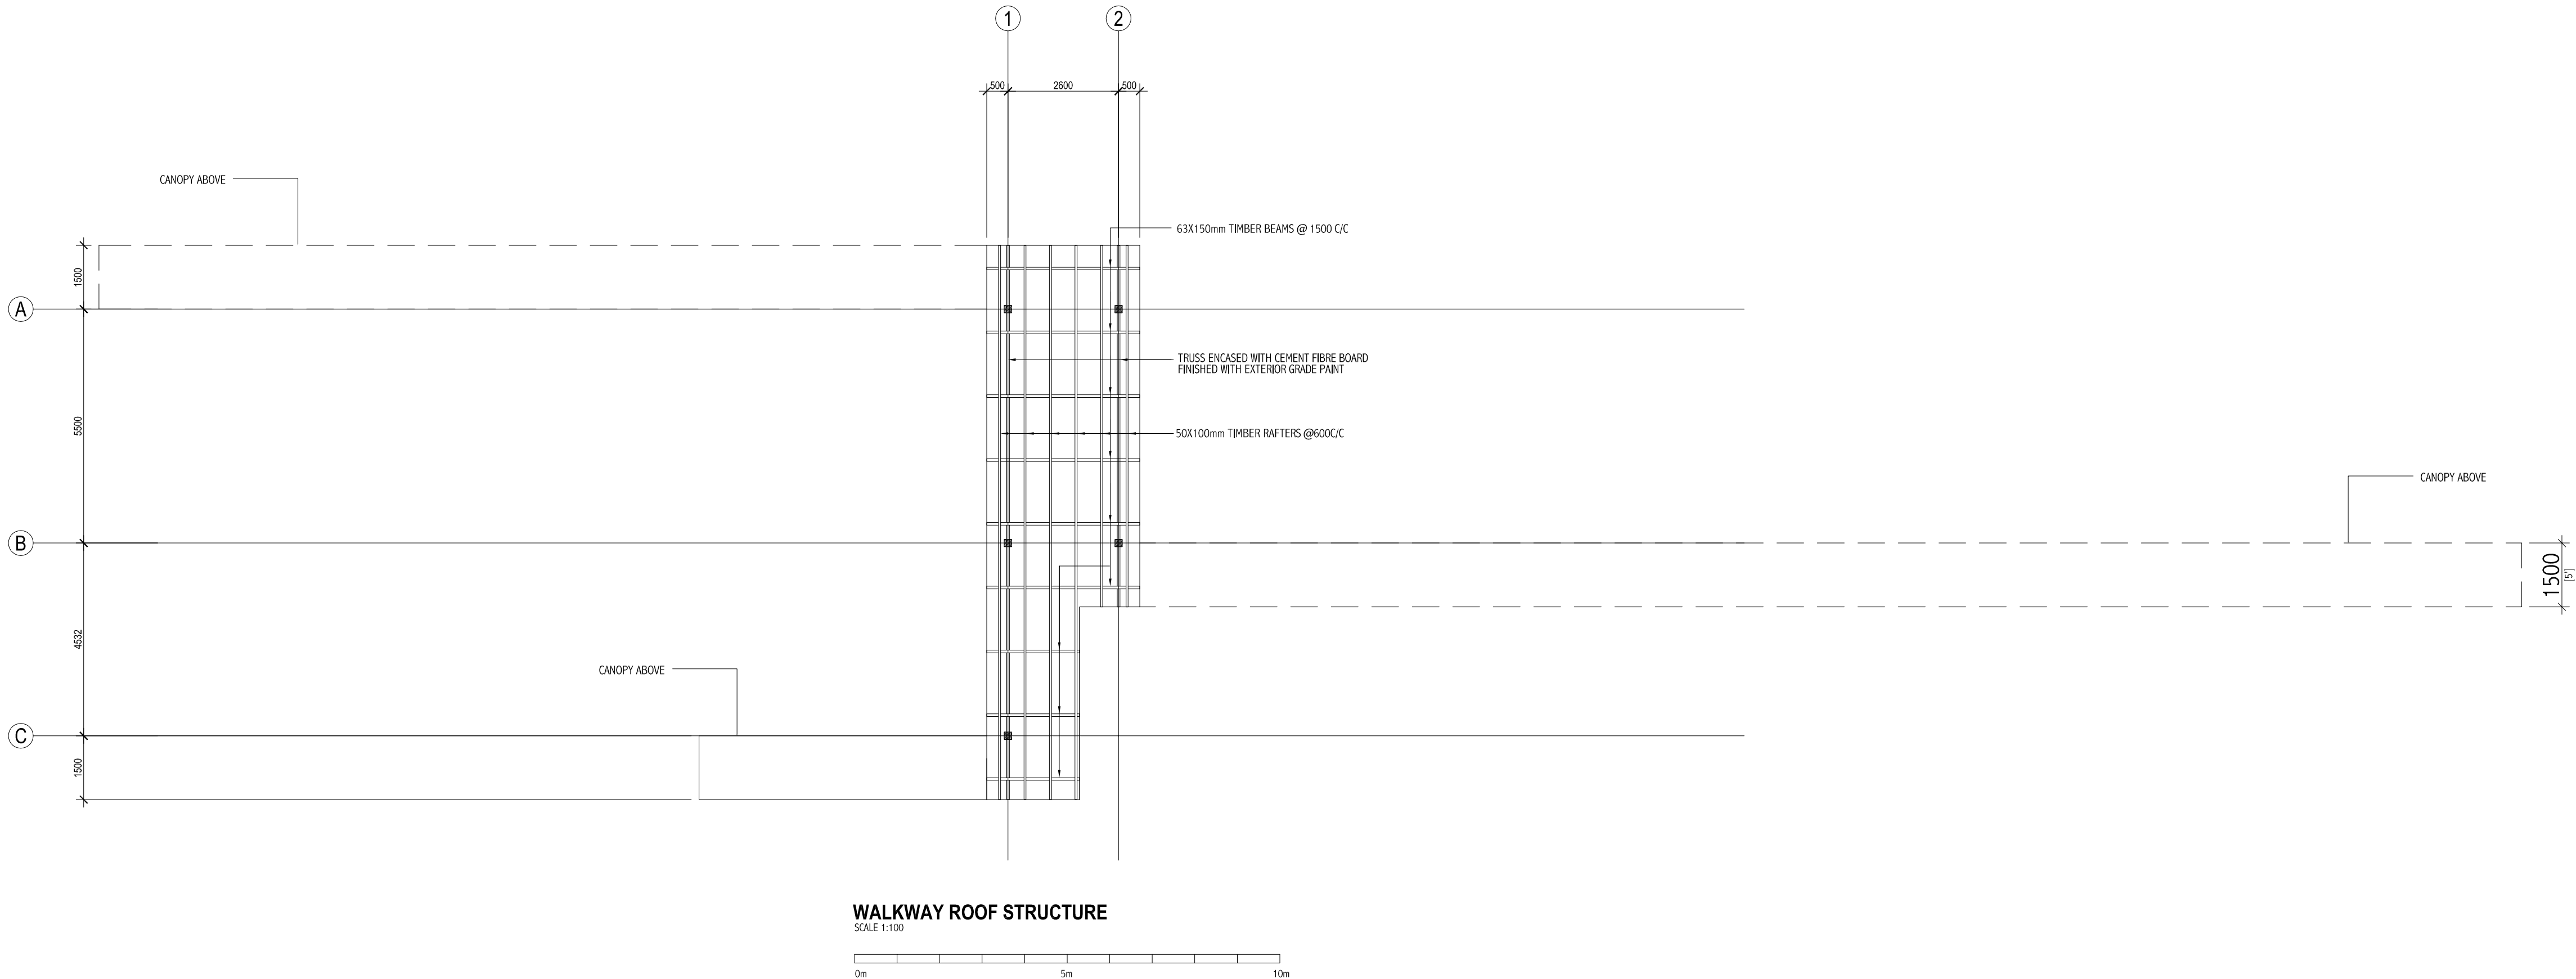 1
2
500
2600
500
CANOPY ABOVE
63X150mm TIMBER BEAMS @ 1500 C/C
1500
A
TRUSS ENCASED WITH CEMENT FIBRE BOARD
FINISHED WITH EXTERIOR GRADE PAINT
5500
50X100mm TIMBER RAFTERS @600C/C
CANOPY ABOVE
B
1500
[5']
4532
CANOPY ABOVE
C
1500
WALKWAY ROOF STRUCTURE
SCALE 1:100
0m
5m
10m